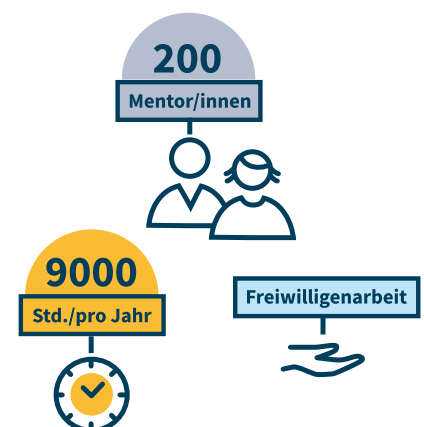 200
Mentor/innen
9000
Std./pro Jahr
Freiwilligenarbeit